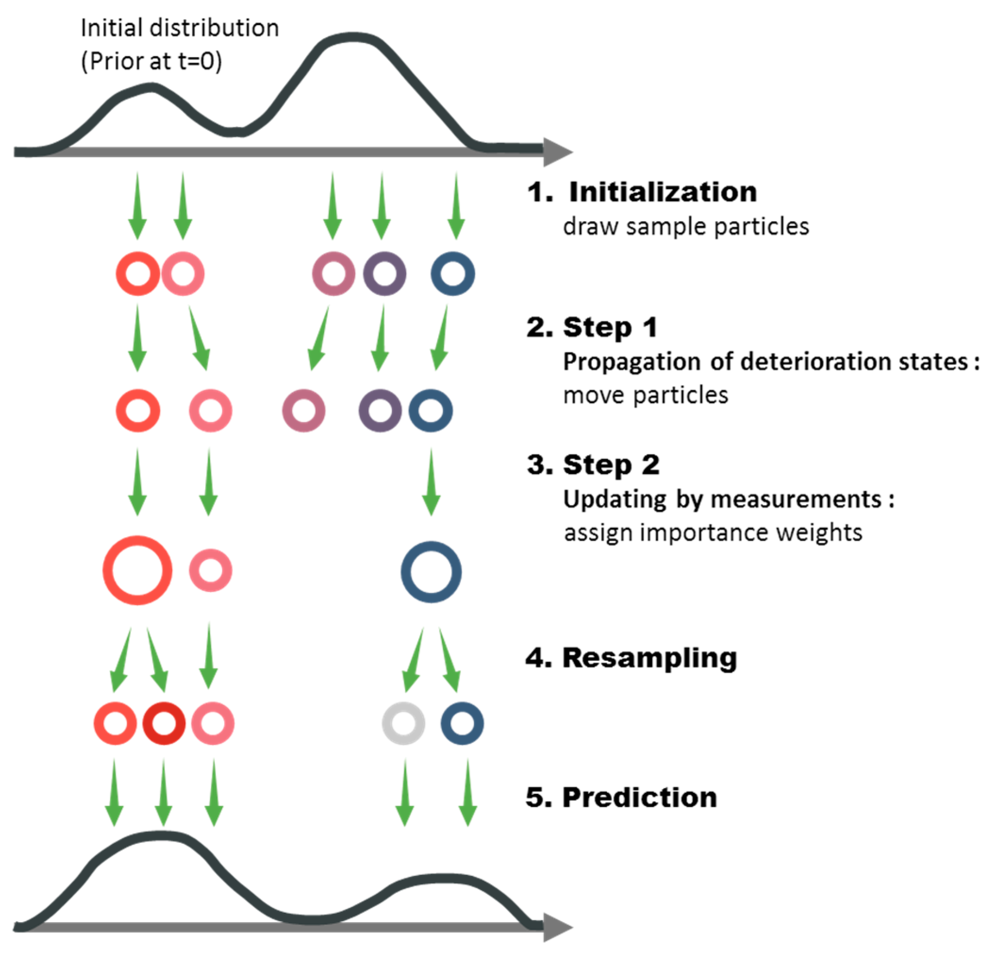 Initial distribution
(Prior at t=0)
1. Initialization
draw sample particles
2. Step 1
Propagation of deterioration states :
move particles
3. Step 2
Updating by measurements :
assign importance weights
4. Resampling
5. Prediction